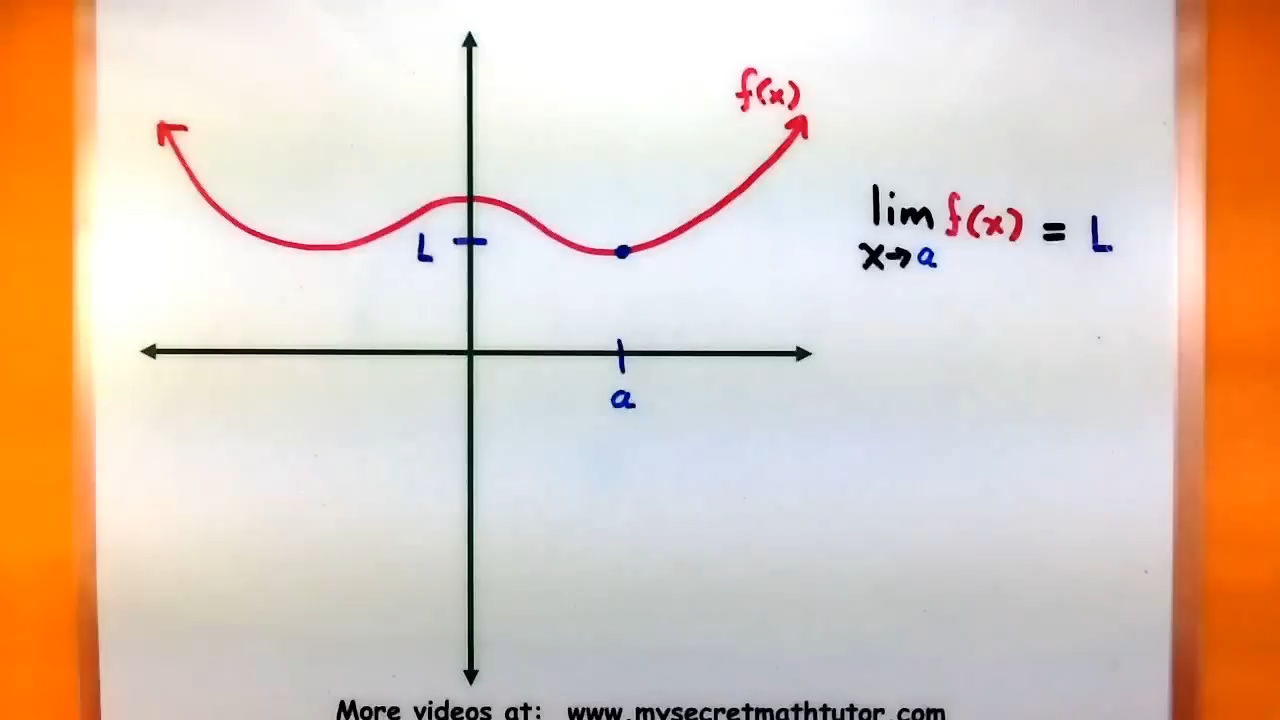 f(x)
lim f(x) = L
x→a
L
a
More videos at: www.mysecretmathtutor.com